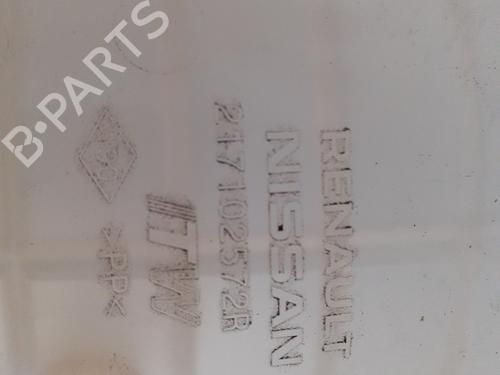 RENAULT
NISSAN
217102572R
ITW
>PP<
B-PARTS